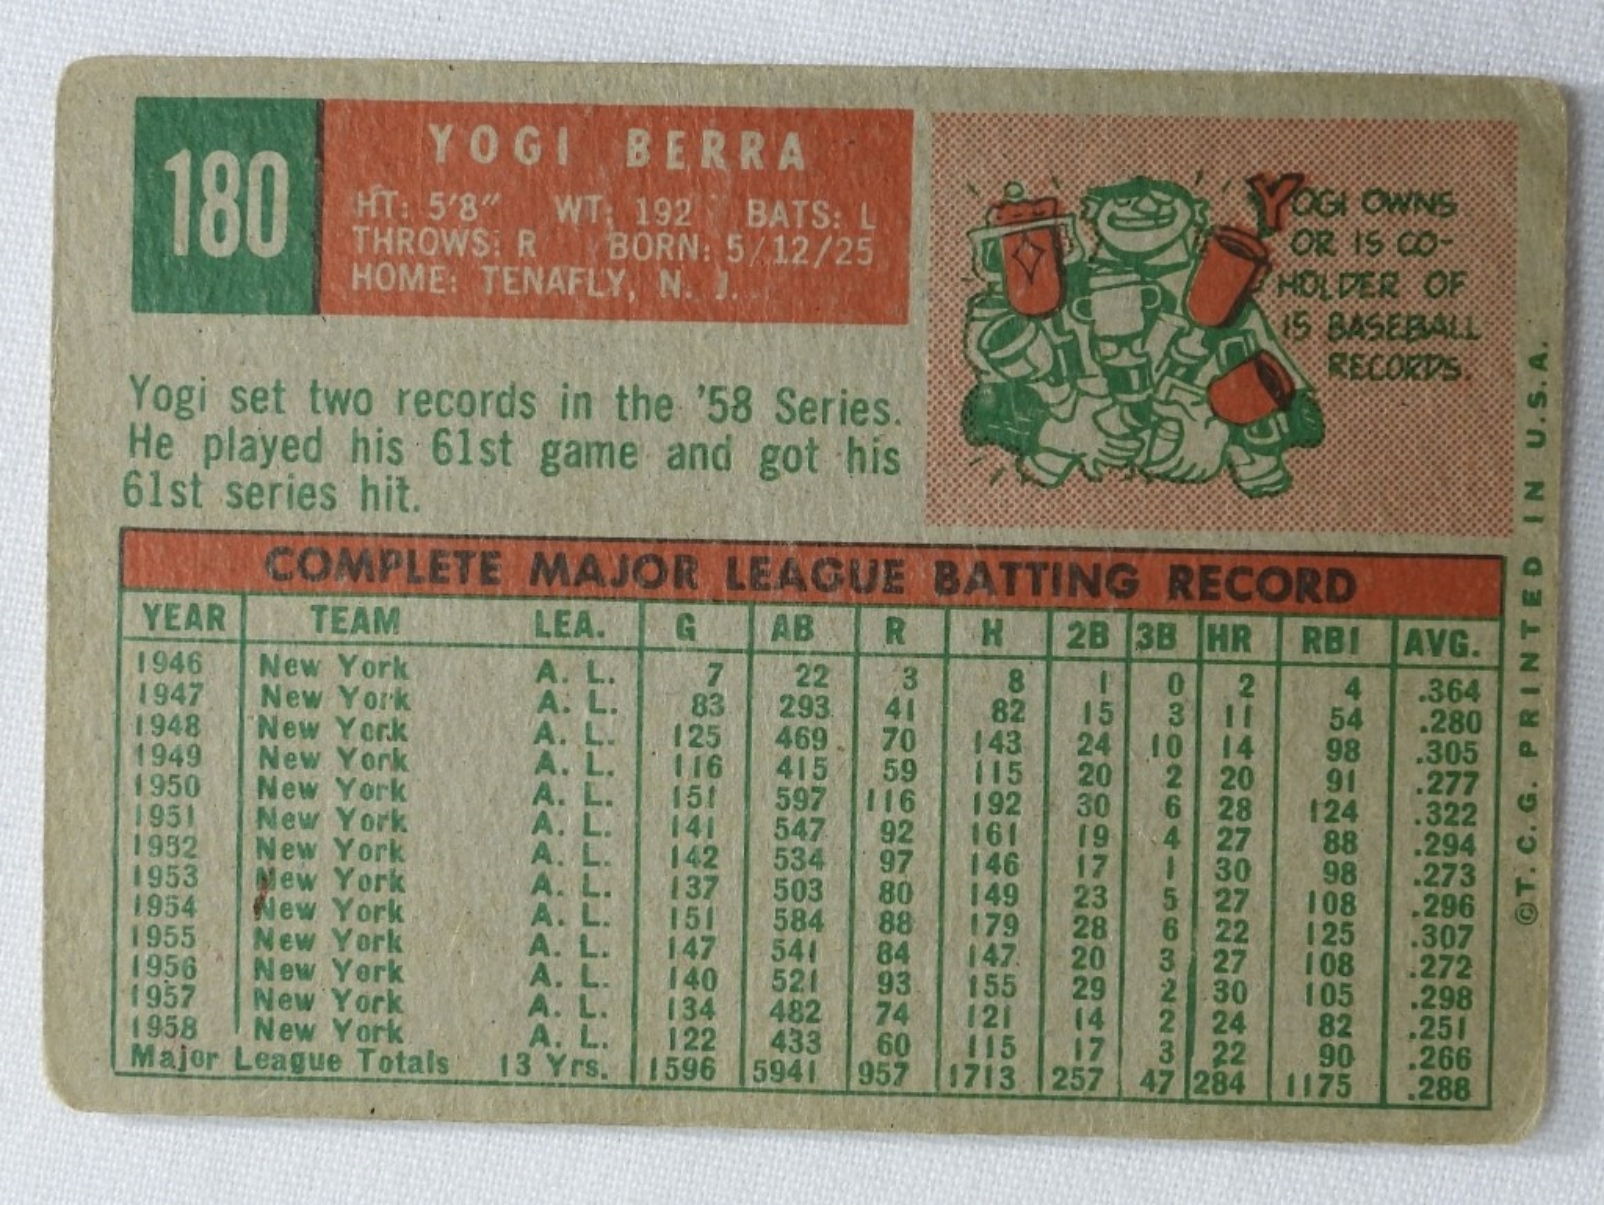 180
YOGI BERRA
HT: 5'8" WT: 192 BATS: L
THROWS: R BORN: 5/12/25
HOME: TENAFLY, N. J.
YOGI OWNS
OR IS CO-
HOLDER OF
15 BASEBALL
RECORDS.
Yogi set two records in the '58 Series.
He played his 61st game and got his
61st series hit.
COMPLETE MAJOR LEAGUE BATTING RECORD
YEAR TEAM LEA. G AB R H 2B 3B HR RBI AVG.
1946 New York A. L. 7 22 3 8 1 0 2 4 .364
1947 New York A. L. 83 293 41 82 15 3 11 54 .280
1948 New York A. L. 125 469 70 143 24 10 14 98 .305
1949 New York A. L. 116 415 59 115 20 2 20 91 .277
1950 New York A. L. 151 597 116 192 30 6 28 124 .322
1951 New York A. L. 141 547 92 161 19 4 27 88 .294
1952 New York A. L. 142 534 97 146 17 1 30 98 .273
1953 New York A. L. 137 503 80 149 23 5 27 108 .296
1954 New York A. L. 151 584 88 179 28 6 22 125 .307
1955 New York A. L. 147 541 84 147 20 3 27 108 .272
1956 New York A. L. 140 521 93 155 29 2 30 105 .298
1957 New York A. L. 134 482 74 121 14 2 24 82 .251
1958 New York A. L. 122 433 60 115 17 3 22 90 .266
Major League Totals 13 Yrs. 1596 5941 957 1713 257 47 284 1175 .288
©T. C. G. PRINTED IN U.S.A.